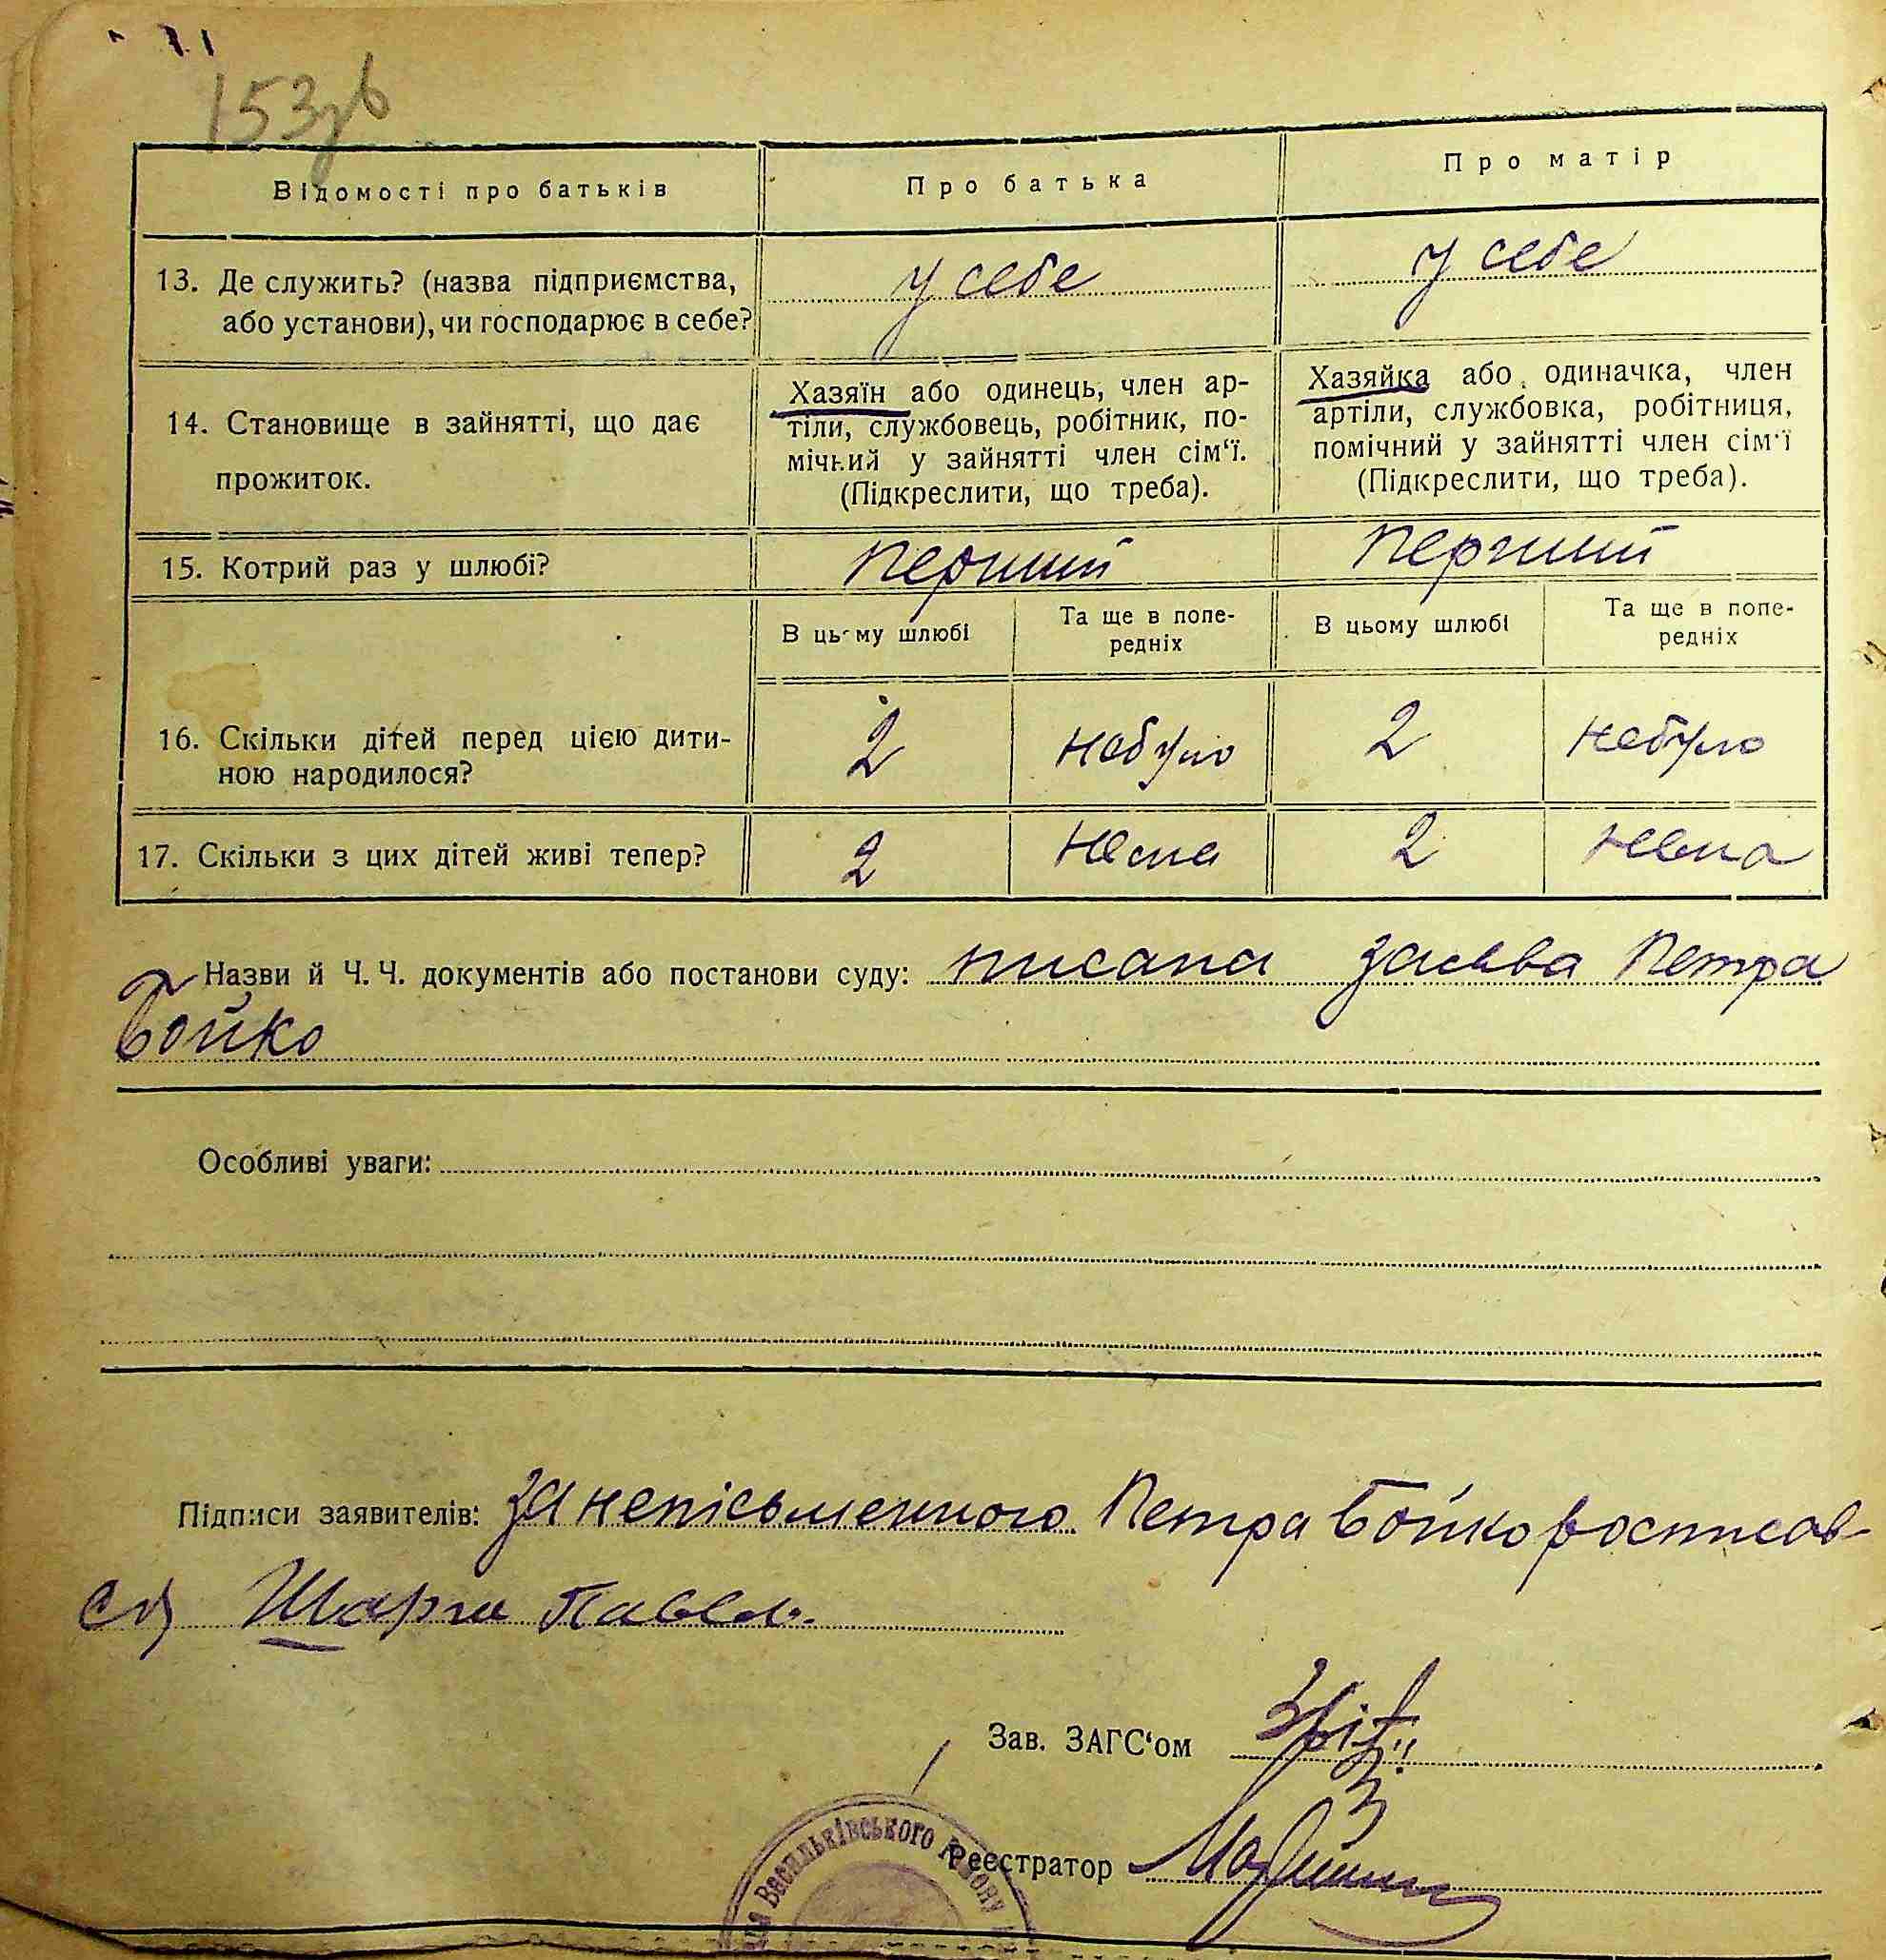 153зв
Відомості про батьків
Про батька
Про матір
13. Де служить? (назва підприємства,
або установи), чи господарює в себе?
у себе
у себе
14. Становище в зайнятті, що дає
прожиток.
Хазяїн або одинець, член ар-
тіли, службовець, робітник, по-
мічний у зайнятті член сім'ї.
(Підкреслити, що треба).
Хазяйка або одиначка, член
артіли, службовка, робітниця,
помічний у зайнятті член сім'ї
(Підкреслити, що треба).
15. Котрий раз у шлюбі?
перший
перший
В цьму шлюбі
Та ще в попе-
редніх
В цьому шлюбі
Та ще в попе-
редніх
16. Скільки дітей перед цією дити-
ною народилося?
2
небуло
2
небуло
17. Скільки з цих дітей живі тепер?
2
нема
2
нема
Назви й Ч. Ч. документів або постанови суду: писана заява Петра
Бойко
Особливі уваги:
Підписи заявителів: за непісьменного Петра Бойко росписав-
ся Шарга Павел.
Зав. ЗАГС'ом
Васильківського Району
Реєстратор